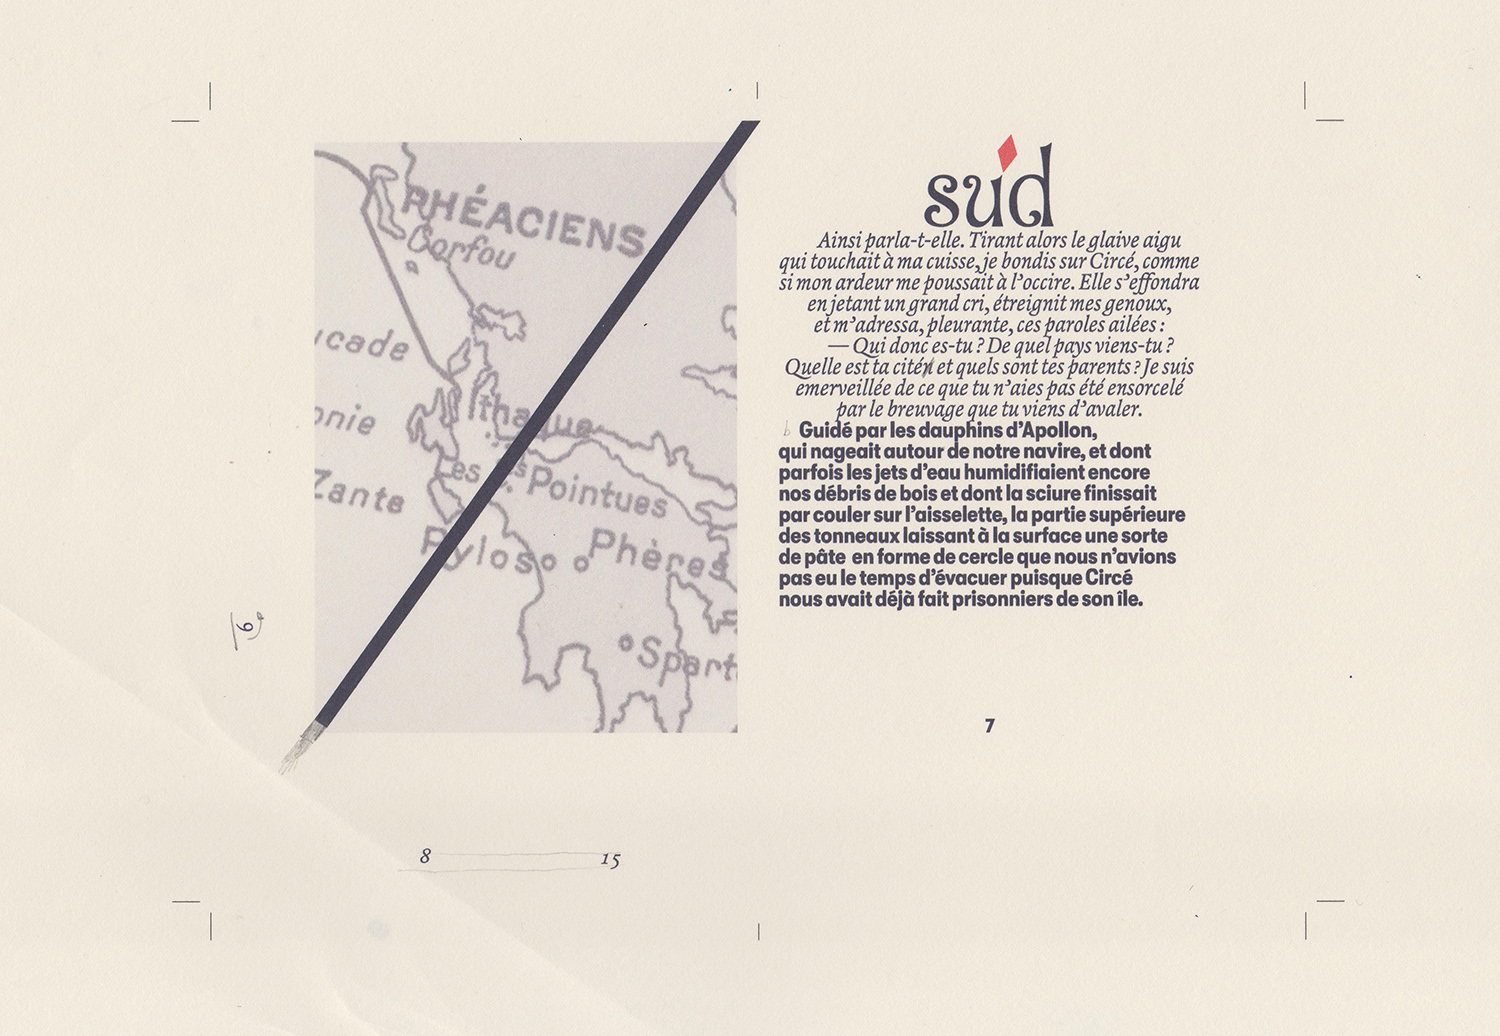 PHÉACIENS
Corfou
cade
Ithaque
onie
Les Iˢ Pointues
Zante
Pylos
Phères
Spart
6
8 15
sud
Ainsi parla-t-elle. Tirant alors le glaive aigu
qui touchait à ma cuisse, je bondis sur Circé, comme
si mon ardeur me poussait à l’occire. Elle s’effondra
en jetant un grand cri, étreignit mes genoux,
et m’adressa, pleurante, ces paroles ailées :
— Qui donc es-tu ? De quel pays viens-tu ?
Quelle est ta cité et quels sont tes parents ? Je suis
emerveillée de ce que tu n’aies pas été ensorcelé
par le breuvage que tu viens d’avaler.
Guidé par les dauphins d’Apollon,
qui nageait autour de notre navire, et dont
parfois les jets d’eau humidifiaient encore
nos débris de bois et dont la sciure finissait
par couler sur l’aisselette, la partie supérieure
des tonneaux laissant à la surface une sorte
de pâte en forme de cercle que nous n’avions
pas eu le temps d’évacuer puisque Circé
nous avait déjà fait prisonniers de son île.
7